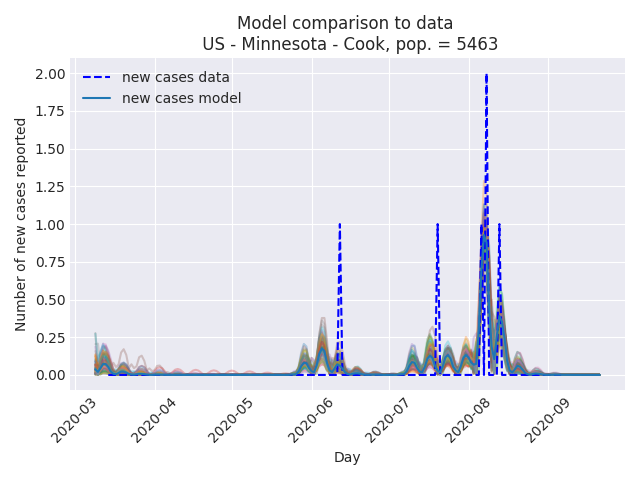 Model comparison to data
US - Minnesota - Cook, pop. = 5463
new cases data
new cases model
Number of new cases reported
2.00
1.75
1.50
1.25
1.00
0.75
0.50
0.25
0.00
2020-03
2020-04
2020-05
2020-06
2020-07
2020-08
2020-09
Day